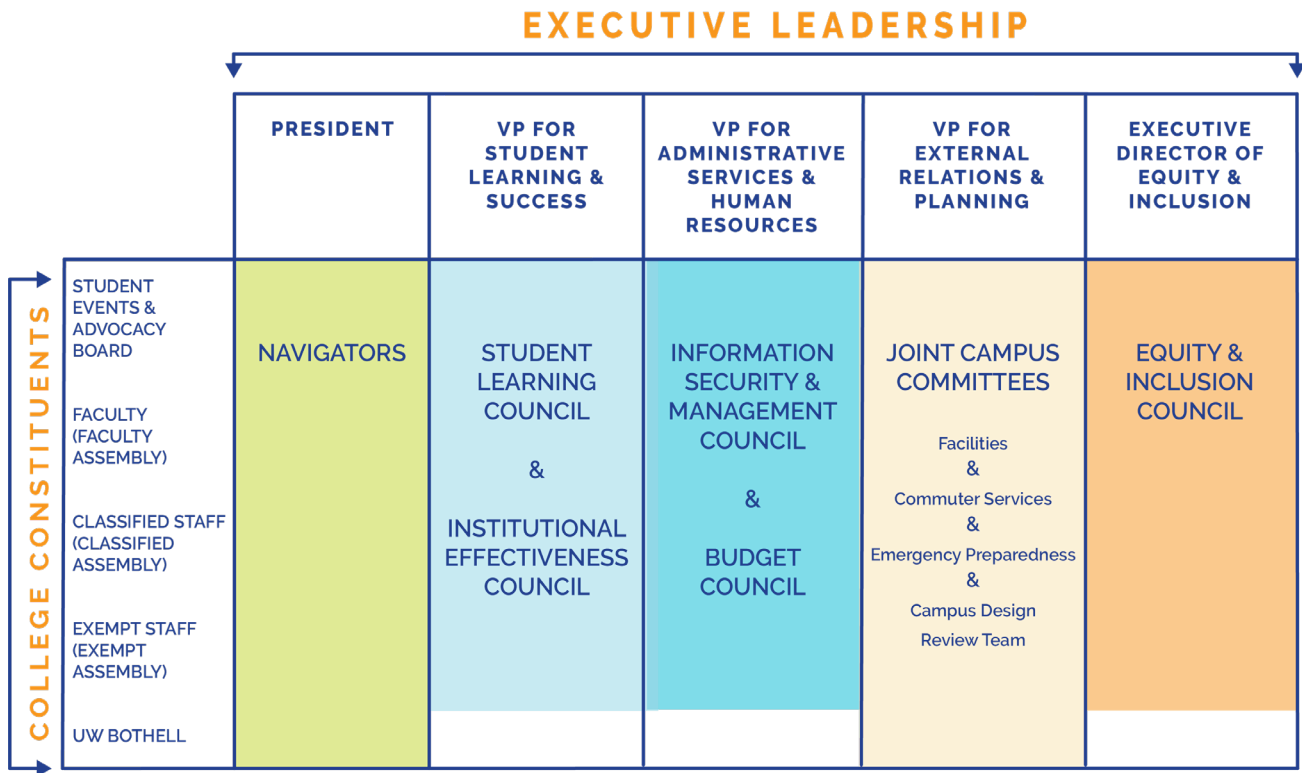 EXECUTIVE LEADERSHIP
PRESIDENT
VP FOR
STUDENT
LEARNING &
SUCCESS
VP FOR
ADMINISTRATIVE
SERVICES &
HUMAN
RESOURCES
VP FOR
EXTERNAL
RELATIONS &
PLANNING
EXECUTIVE
DIRECTOR OF
EQUITY &
INCLUSION
COLLEGE CONSTITUENTS
STUDENT
EVENTS &
ADVOCACY
BOARD
FACULTY
(FACULTY
ASSEMBLY)
CLASSIFIED STAFF
(CLASSIFIED
ASSEMBLY)
EXEMPT STAFF
(EXEMPT
ASSEMBLY)
UW BOTHELL
NAVIGATORS
STUDENT
LEARNING
COUNCIL
&
INSTITUTIONAL
EFFECTIVENESS
COUNCIL
INFORMATION
SECURITY &
MANAGEMENT
COUNCIL
&
BUDGET
COUNCIL
JOINT CAMPUS
COMMITTEES
Facilities
&
Commuter Services
&
Emergency Preparedness
&
Campus Design
Review Team
EQUITY &
INCLUSION
COUNCIL